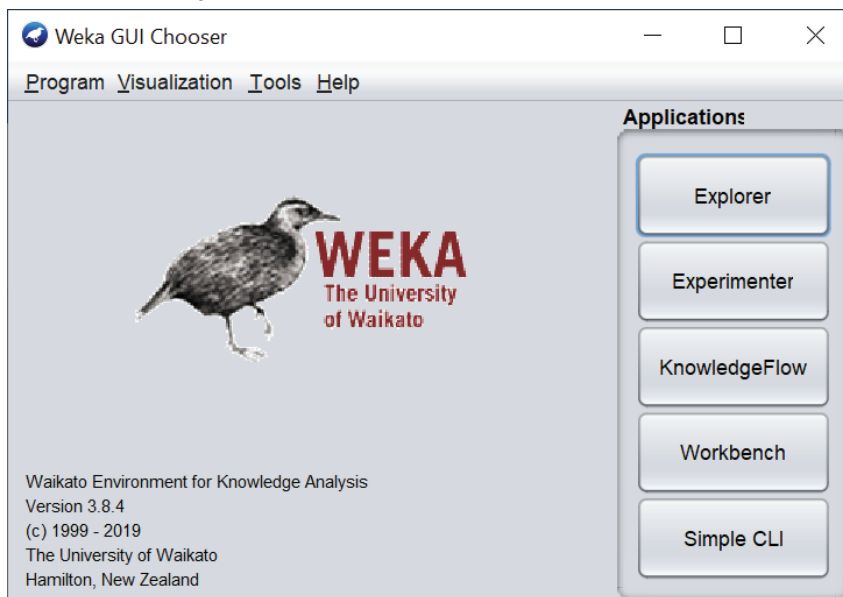 Weka GUI Chooser
Program Visualization Tools Help
Applications
Explorer
Experimenter
KnowledgeFlow
Workbench
Simple CLI
WEKA
The University
of Waikato
Waikato Environment for Knowledge Analysis
Version 3.8.4
(c) 1999 - 2019
The University of Waikato
Hamilton, New Zealand